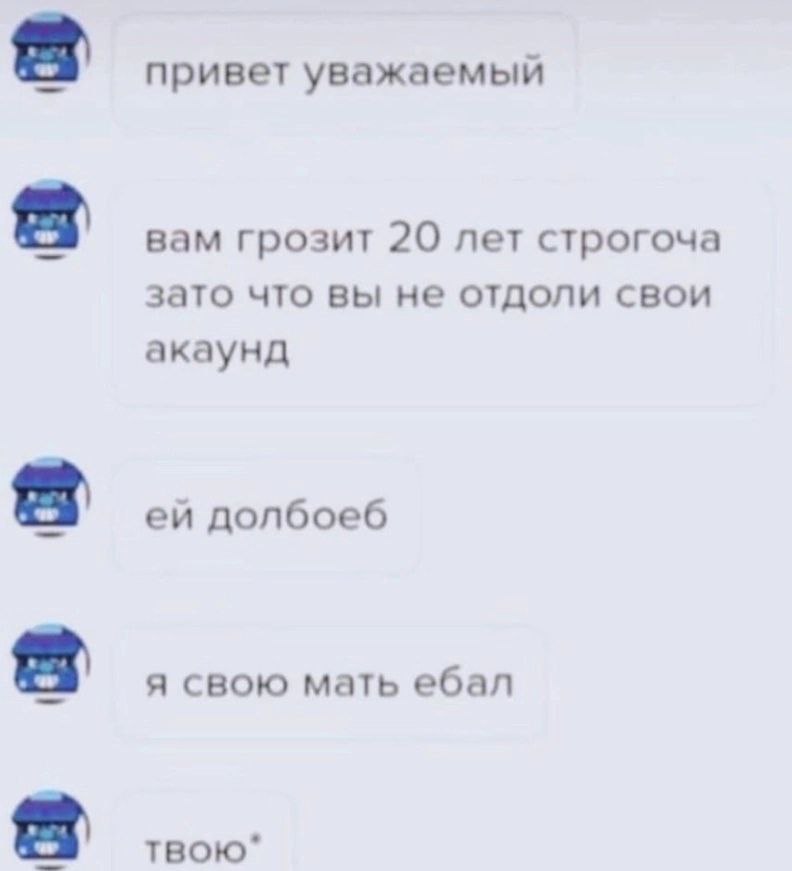 привет уважаемый
вам грозит 20 лет строгоча
зато что вы не отдоли свои
акаунд
ей долбоеб
я свою мать ебал
твою*